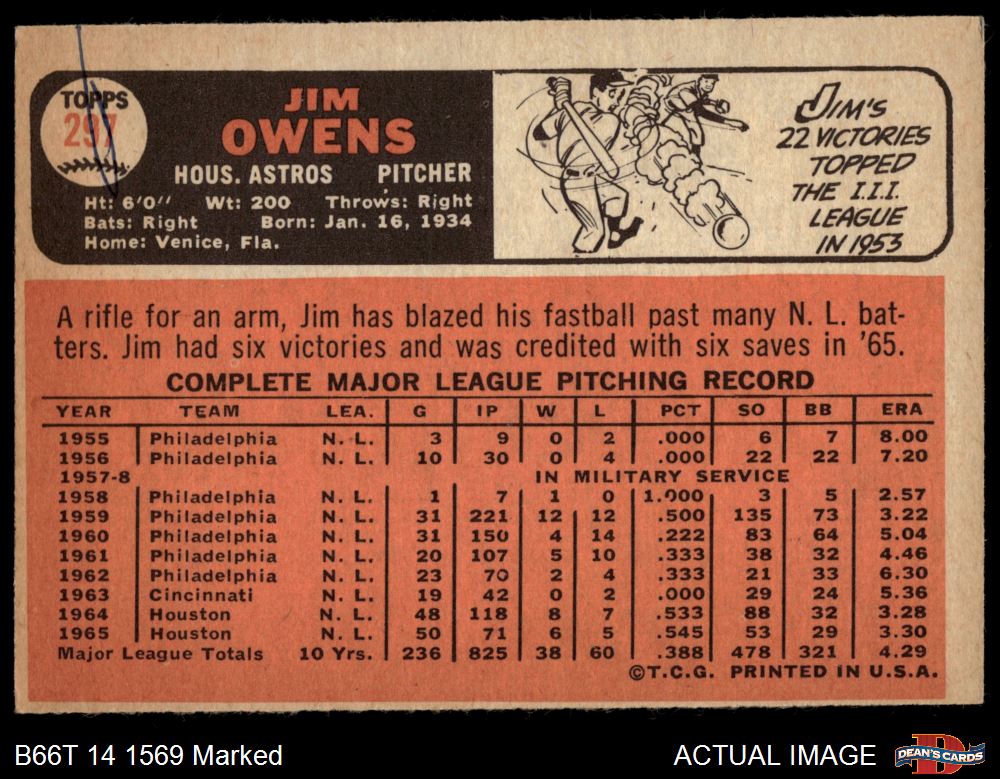 TOPPS
297
JIM
OWENS
HOUS. ASTROS PITCHER
Ht: 6'0" Wt: 200 Throws: Right
Bats: Right Born: Jan. 16, 1934
Home: Venice, Fla.
JIM'S
22 VICTORIES
TOPPED
THE I.I.I.
LEAGUE
IN 1953
A rifle for an arm, Jim has blazed his fastball past many N. L. bat-
ters. Jim had six victories and was credited with six saves in '65.
COMPLETE MAJOR LEAGUE PITCHING RECORD
YEAR TEAM LEA. G IP W L PCT SO BB ERA
1955 Philadelphia N. L. 3 9 0 2 .000 6 7 8.00
1956 Philadelphia N. L. 10 30 0 4 .000 22 22 7.20
1957-8 IN MILITARY SERVICE
1958 Philadelphia N. L. 1 7 1 0 1.000 3 5 2.57
1959 Philadelphia N. L. 31 221 12 12 .500 135 73 3.22
1960 Philadelphia N. L. 31 150 4 14 .222 83 64 5.04
1961 Philadelphia N. L. 20 107 5 10 .333 38 32 4.46
1962 Philadelphia N. L. 23 70 2 4 .333 21 33 6.30
1963 Cincinnati N. L. 19 42 0 2 .000 29 24 5.36
1964 Houston N. L. 48 118 8 7 .533 88 32 3.28
1965 Houston N. L. 50 71 6 5 .545 53 29 3.30
Major League Totals 10 Yrs. 236 825 38 60 .388 478 321 4.29
©T.C.G. PRINTED IN U.S.A.
B66T 14 1569 Marked
ACTUAL IMAGE
DEAN'S CARDS